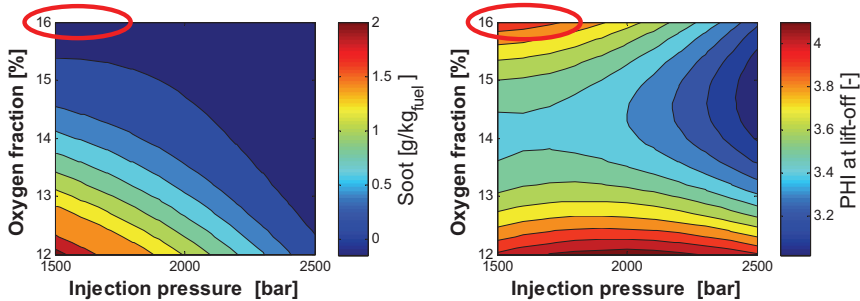 16
15
14
13
12
Oxygen fraction [%]
1500 2000 2500
Injection pressure [bar]
2
1.5
1
0.5
0
Soot [g/kg fuel]
16
15
14
13
12
Oxygen fraction [%]
1500 2000 2500
Injection pressure [bar]
4
3.8
3.6
3.4
3.2
PHI at lift-off [-]